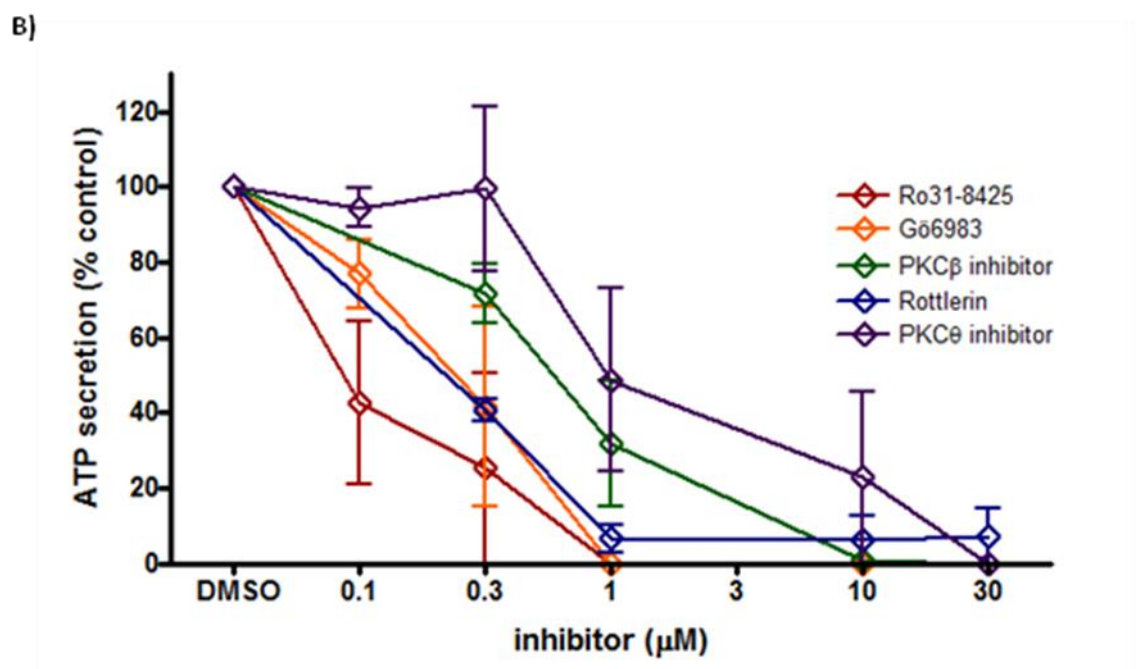 B)
ATP secretion (% control)
120
100
80
60
40
20
0
DMSO 0.1 0.3 1 3 10 30
inhibitor (μM)
Ro31-8425
Gö6983
PKCβ inhibitor
Rottlerin
PKCθ inhibitor